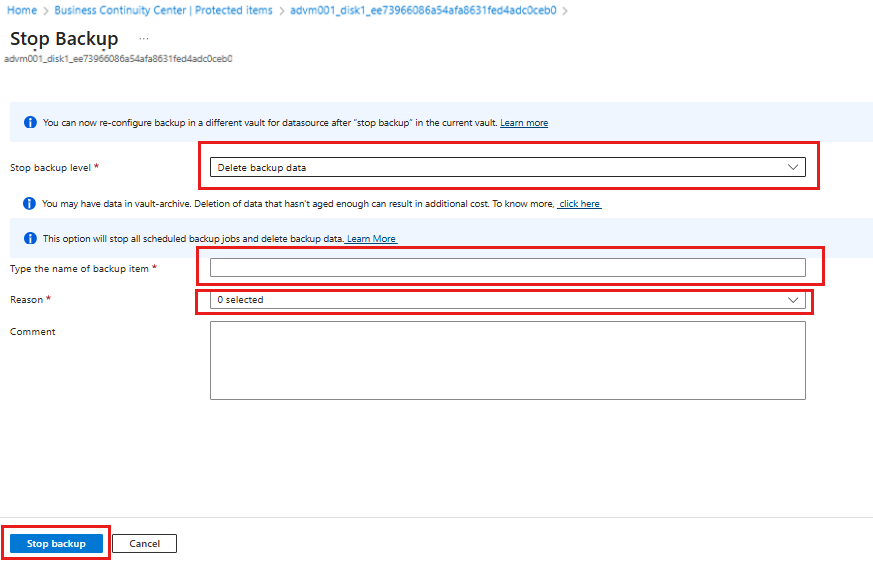 Home > Business Continuity Center | Protected items > advm001_disk1_ee73966086a54afa8631fed4adc0ceb0 >
Stop Backup ...
advm001_disk1_ee73966086a54afa8631fed4adc0ceb0
You can now re-configure backup in a different vault for datasource after "stop backup" in the current vault. Learn more
Stop backup level * Delete backup data
You may have data in vault-archive. Deletion of data that hasn't aged enough can result in additional cost. To know more, click here
This option will stop all scheduled backup jobs and delete backup data. Learn More
Type the name of backup item *
Reason * 0 selected
Comment
Stop backup Cancel